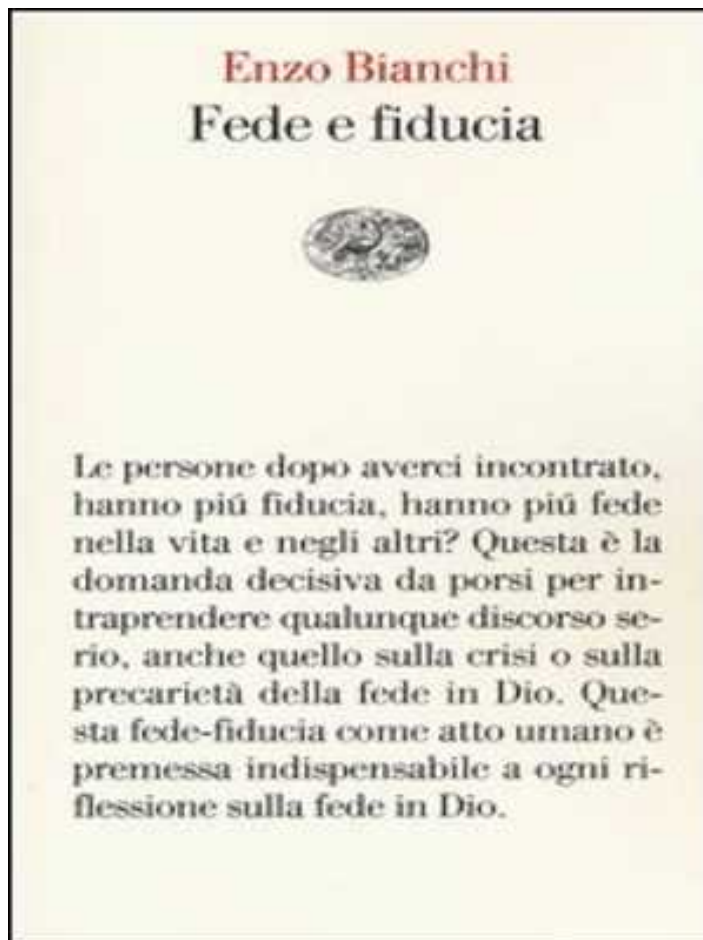 Enzo Bianchi
Fede e fiducia
Le persone dopo averci incontrato,
hanno piú fiducia, hanno piú fede
nella vita e negli altri? Questa è la
domanda decisiva da porsi per in-
traprendere qualunque discorso se-
rio, anche quello sulla crisi o sulla
precarietà della fede in Dio. Que-
sta fede-fiducia come atto umano è
premessa indispensabile a ogni ri-
flessione sulla fede in Dio.